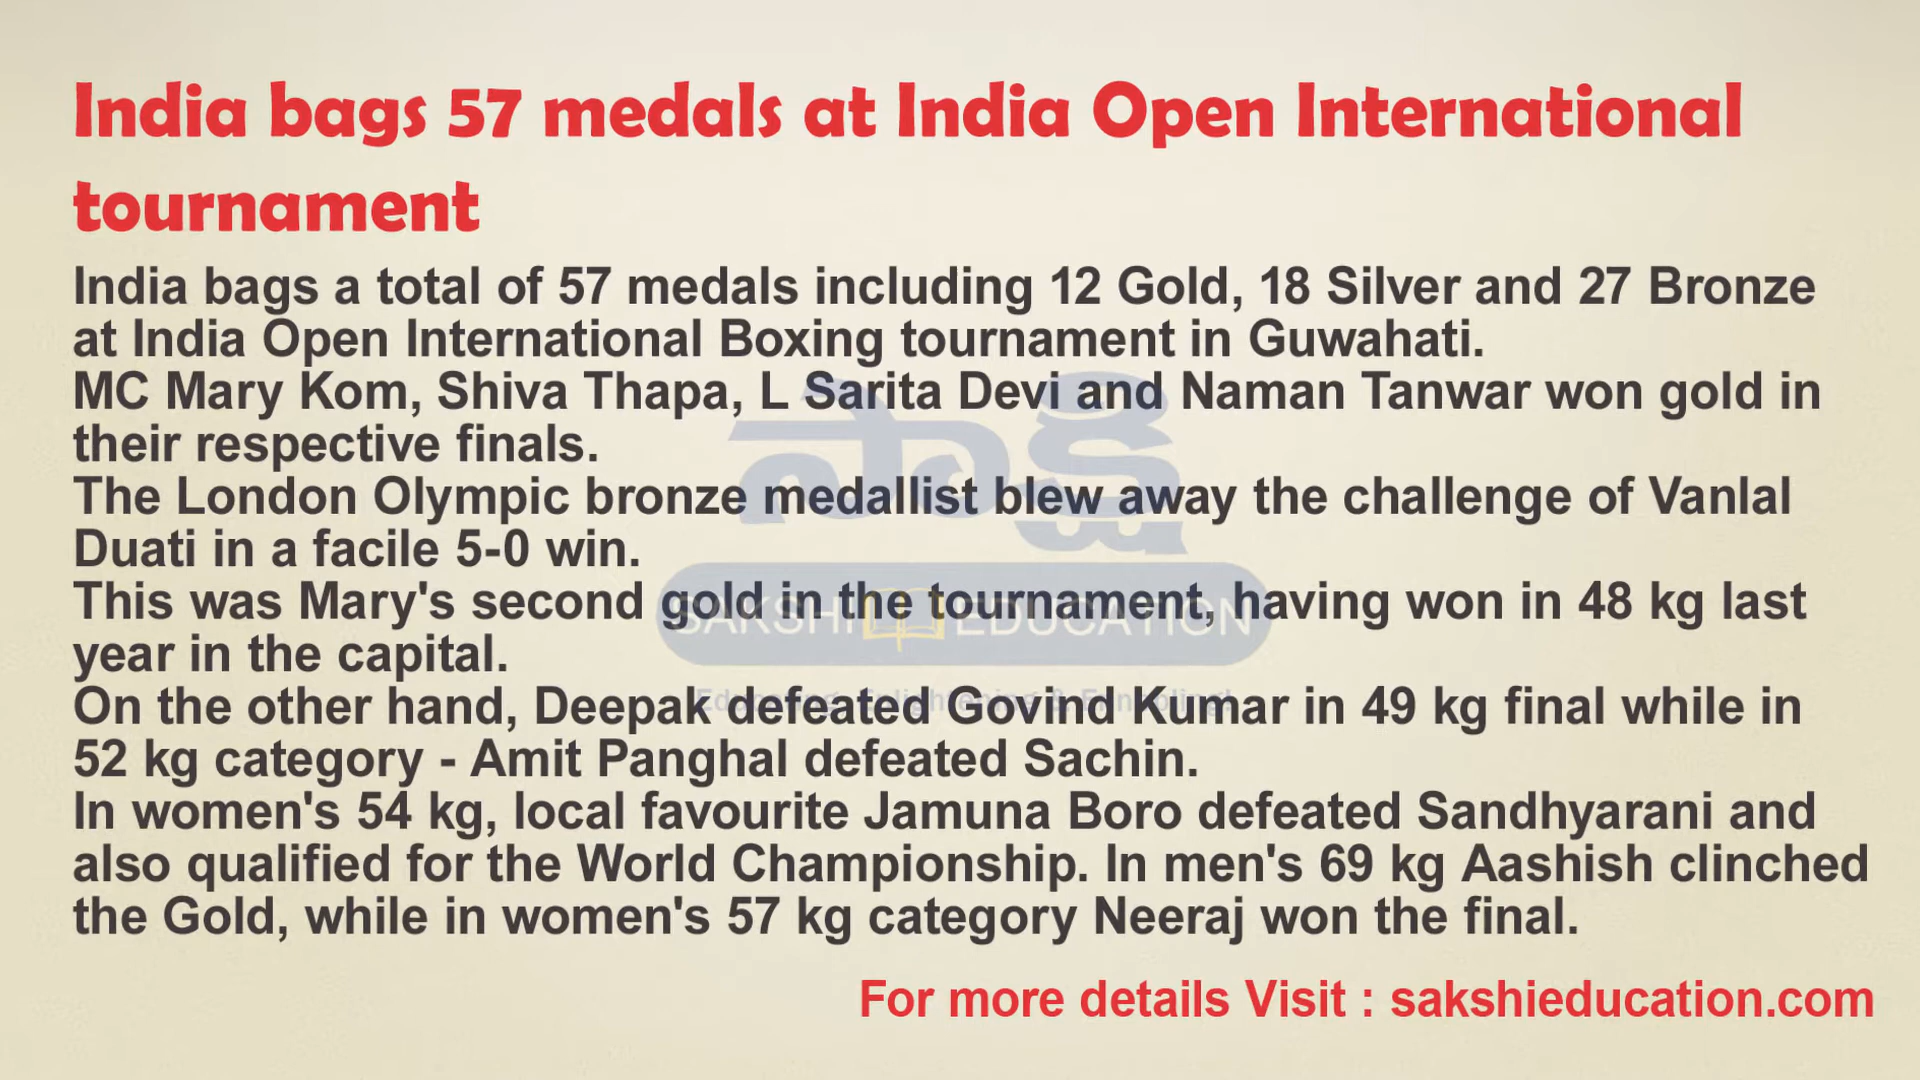 India bags 57 medals at India Open International
tournament
India bags a total of 57 medals including 12 Gold, 18 Silver and 27 Bronze
at India Open International Boxing tournament in Guwahati.
MC Mary Kom, Shiva Thapa, L Sarita Devi and Naman Tanwar won gold in
their respective finals.
The London Olympic bronze medallist blew away the challenge of Vanlal
Duati in a facile 5-0 win.
This was Mary's second gold in the tournament, having won in 48 kg last
year in the capital.
On the other hand, Deepak defeated Govind Kumar in 49 kg final while in
52 kg category - Amit Panghal defeated Sachin.
In women's 54 kg, local favourite Jamuna Boro defeated Sandhyarani and
also qualified for the World Championship. In men's 69 kg Aashish clinched
the Gold, while in women's 57 kg category Neeraj won the final.
సాక్షి
SAKSHI EDUCATION
Educating, Enlightening & Ennobling!
For more details Visit : sakshieducation.com